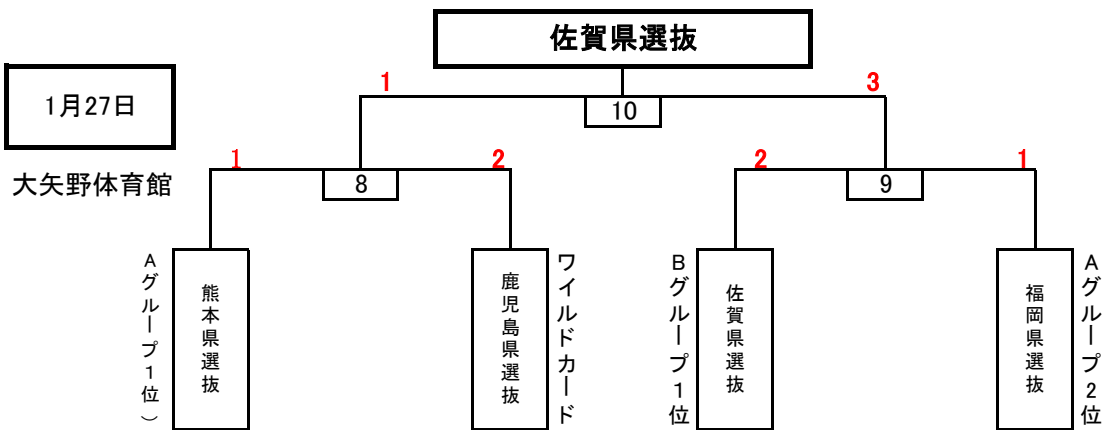 佐賀県選抜
1月27日
1
3
10
大矢野体育館
1
2
2
1
8
9
Aグループ1位)
熊本県選抜
鹿児島県選抜
ワイルドカード
Bグループ1位
佐賀県選抜
福岡県選抜
Aグループ2位